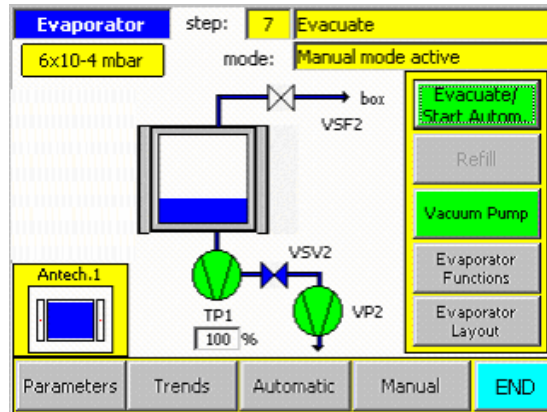 Evaporator step: 7 Evacuate
6x10-4 mbar mode: Manual mode active
box
VSF2
Evacuate/
Start Autom..
Refill
Vacuum Pump
VSV2
Evaporator
Functions
Antech.1
TP1
VP2
100 %
Evaporator
Layout
Parameters Trends Automatic Manual END